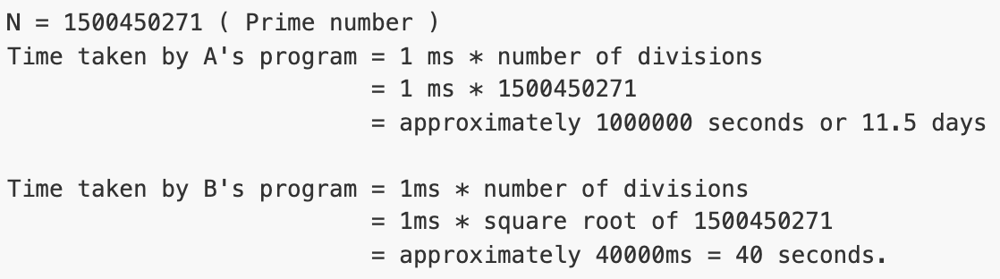 N = 1500450271 ( Prime number )
Time taken by A's program = 1 ms * number of divisions
= 1 ms * 1500450271
= approximately 1000000 seconds or 11.5 days
Time taken by B's program = 1ms * number of divisions
= 1ms * square root of 1500450271
= approximately 40000ms = 40 seconds.